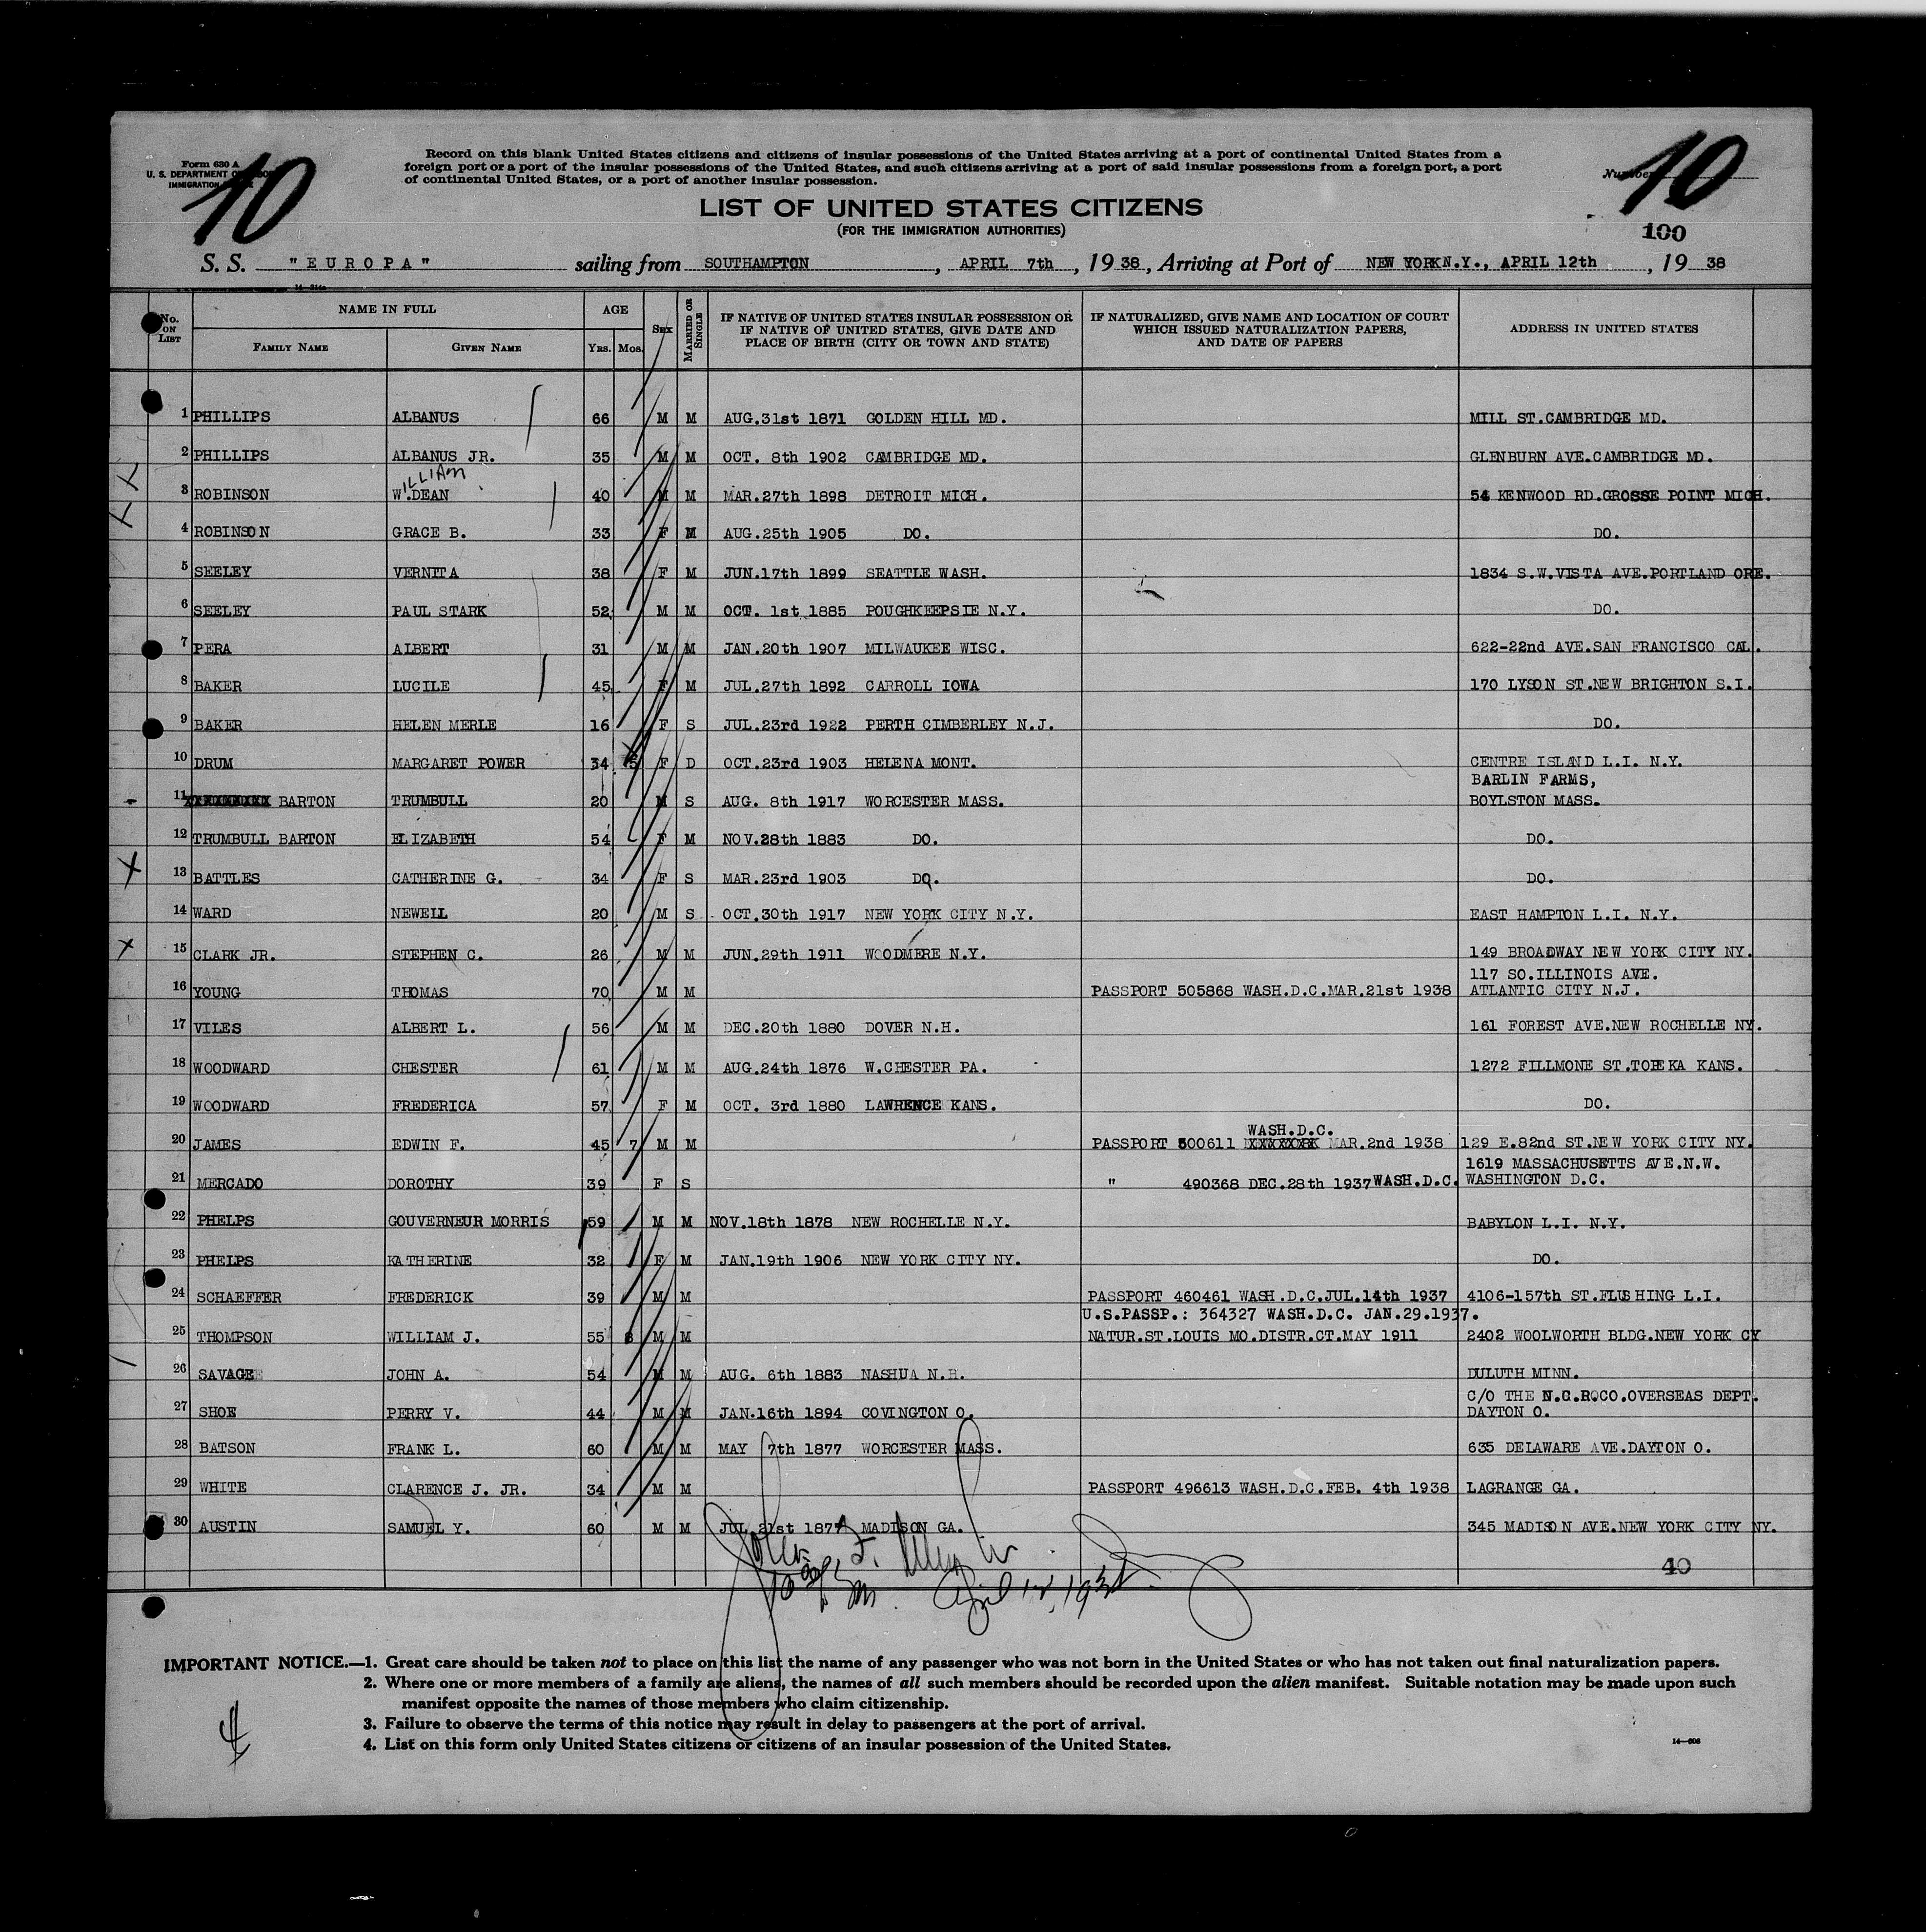 Form 630 A
U. S. DEPARTMENT OF LABOR
IMMIGRATION
10
Record on this blank United States citizens and citizens of insular possessions of the United States arriving at a port of continental United States from a
foreign port or a port of the insular possessions of the United States, and such citizens arriving at a port of said insular possessions from a foreign port, a port
of continental United States, or a port of another insular possession.
Number 10
LIST OF UNITED STATES CITIZENS
(FOR THE IMMIGRATION AUTHORITIES)
100
S. S. "EUROPA" sailing from SOUTHAMPTON, APRIL 7th, 19 38, Arriving at Port of NEW YORK N.Y., APRIL 12th, 19 38
14—214a
No. ON LIST NAME IN FULL FAMILY NAME GIVEN NAME AGE YRS. MOS. SEX MARRIED OR SINGLE IF NATIVE OF UNITED STATES INSULAR POSSESSION OR IF NATIVE OF UNITED STATES, GIVE DATE AND PLACE OF BIRTH (CITY OR TOWN AND STATE) IF NATURALIZED, GIVE NAME AND LOCATION OF COURT WHICH ISSUED NATURALIZATION PAPERS, AND DATE OF PAPERS ADDRESS IN UNITED STATES
1 PHILLIPS ALBANUS 66 M M AUG.31st 1871 GOLDEN HILL MD. MILL ST.CAMBRIDGE MD.
2 PHILLIPS ALBANUS JR. 35 M M OCT. 8th 1902 CAMBRIDGE MD. GLENBURN AVE.CAMBRIDGE MD.
ILLIAM
3 ROBINSON W.DEAN 40 M M MAR.27th 1898 DETROIT MICH. 54 KENWOOD RD.GROSSE POINT MICH.
4 ROBINSON GRACE B. 33 F M AUG.25th 1905 DO. DO.
5 SEELEY VERNITA 38 F M JUN.17th 1899 SEATTLE WASH. 1834 S.W.VISTA AVE.PORTLAND ORE.
6 SEELEY PAUL STARK 52 M M OCT. 1st 1885 POUGHKEEPSIE N.Y. DO.
7 PERA ALBERT 31 M M JAN.20th 1907 MILWAUKEE WISC. 622-22nd AVE.SAN FRANCISCO CAL.
8 BAKER LUCILE 45 F M JUL.27th 1892 CARROLL IOWA 170 LYSON ST.NEW BRIGHTON S.I.
9 BAKER HELEN MERLE 16 F S JUL.23rd 1922 PERTH CIMBERLEY N.J. DO.
10 DRUM MARGARET POWER 34 5 F D OCT.23rd 1903 HELENA MONT. CENTRE ISLAND L.I. N.Y.
BARLIN FARMS,
11 BARTON TRUMBULL 20 M S AUG. 8th 1917 WORCESTER MASS. BOYLSTON MASS.
12 TRUMBULL BARTON ELIZABETH 54 F M NOV.28th 1883 DO. DO.
13 BATTLES CATHERINE G. 34 F S MAR.23rd 1903 DO. DO.
14 WARD NEWELL 20 M S OCT.30th 1917 NEW YORK CITY N.Y. EAST HAMPTON L.I. N.Y.
15 CLARK JR. STEPHEN C. 26 M M JUN.29th 1911 WOODMERE N.Y. 149 BROADWAY NEW YORK CITY NY.
117 SO.ILLINOIS AVE.
16 YOUNG THOMAS 70 M M PASSPORT 505868 WASH.D.C.MAR.21st 1938 ATLANTIC CITY N.J.
17 VILES ALBERT L. 56 M M DEC.20th 1880 DOVER N.H. 161 FOREST AVE.NEW ROCHELLE NY.
18 WOODWARD CHESTER 61 M M AUG.24th 1876 W.CHESTER PA. 1272 FILLMONE ST.TOPEKA KANS.
19 WOODWARD FREDERICA 57 F M OCT. 3rd 1880 LAWRENCE KANS. DO.
WASH.D.C.
20 JAMES EDWIN F. 45 7 M M PASSPORT 500611 MAR.2nd 1938 129 E.82nd ST.NEW YORK CITY NY.
1619 MASSACHUSETTS AVE.N.W.
21 MERCADO DOROTHY 39 F S " 490368 DEC.28th 1937 WASH.D.C. WASHINGTON D.C.
22 PHELPS GOUVERNEUR MORRIS 59 M M NOV.18th 1878 NEW ROCHELLE N.Y. BABYLON L.I. N.Y.
23 PHELPS KATHERINE 32 F M JAN.19th 1906 NEW YORK CITY NY. DO.
24 SCHAEFFER FREDERICK 39 M M PASSPORT 460461 WASH.D.C.JUL.14th 1937 4106-157th ST.FLUSHING L.I.
U.S.PASSP.: 364327 WASH.D.C. JAN.29.1937.
25 THOMPSON WILLIAM J. 55 8 M M NATUR.ST.LOUIS MO.DISTR.CT.MAY 1911 2402 WOOLWORTH BLDG.NEW YORK CY
26 SAVAGE JOHN A. 54 M M AUG. 6th 1883 NASHUA N.H. DULUTH MINN.
C/O THE N.C.R.CO.OVERSEAS DEPT.
27 SHOE PERRY V. 44 M M JAN.16th 1894 COVINGTON O. DAYTON O.
28 BATSON FRANK L. 60 M M MAY 7th 1877 WORCESTER MASS. 635 DELAWARE AVE.DAYTON O.
29 WHITE CLARENCE J. JR. 34 M M PASSPORT 496613 WASH.D.C.FEB. 4th 1938 LAGRANGE GA.
30 AUSTIN SAMUEL Y. 60 M M JUL 21st 1877 MADISON GA. 345 MADISON AVE.NEW YORK CITY NY.
John F.
April 12, 1938
40
IMPORTANT NOTICE.—1. Great care should be taken not to place on this list the name of any passenger who was not born in the United States or who has not taken out final naturalization papers.
2. Where one or more members of a family are aliens, the names of all such members should be recorded upon the alien manifest. Suitable notation may be made upon such
manifest opposite the names of those members who claim citizenship.
3. Failure to observe the terms of this notice may result in delay to passengers at the port of arrival.
4. List on this form only United States citizens or citizens of an insular possession of the United States.
14—608